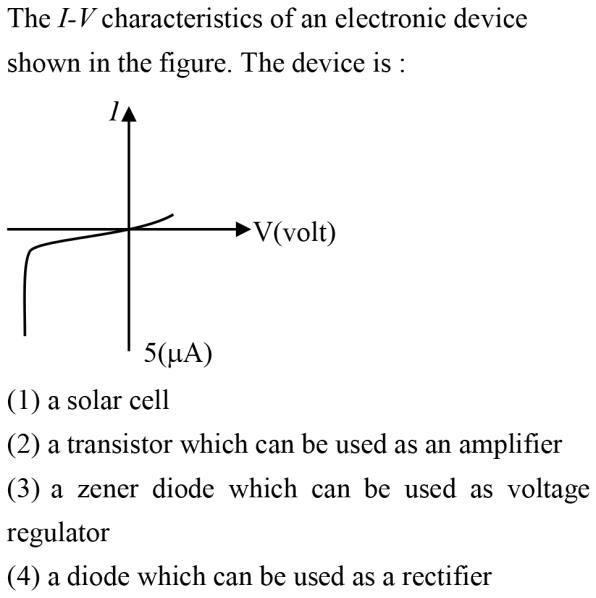 The I-V characteristics of an electronic device
shown in the figure. The device is :
I
V(volt)
5(μA)
(1) a solar cell
(2) a transistor which can be used as an amplifier
(3) a zener diode which can be used as voltage
regulator
(4) a diode which can be used as a rectifier